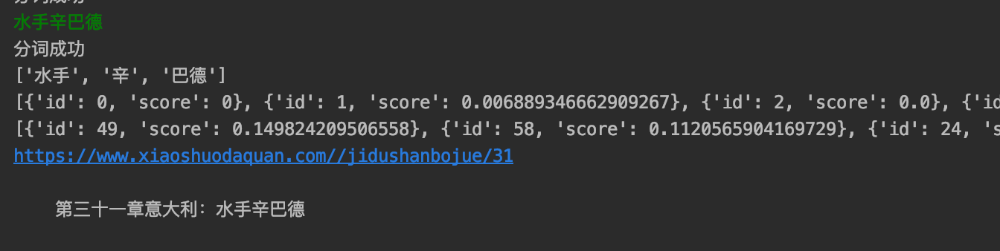 水手辛巴德
分词成功
['水手', '辛', '巴德']
[{'id': 0, 'score': 0}, {'id': 1, 'score': 0.006889346662909267}, {'id': 2, 'score': 0.0}, {'id
[{'id': 49, 'score': 0.149824209506558}, {'id': 58, 'score': 0.1120565904169729}, {'id': 24, 's
https://www.xiaoshuodaquan.com//jidushanbojue/31
第三十一章意大利：水手辛巴德